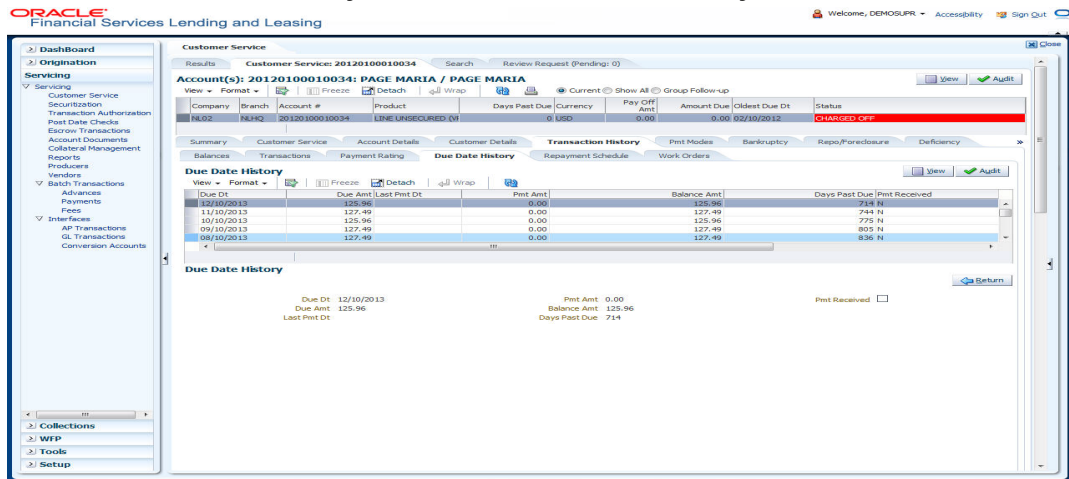 ORACLE
Financial Services Lending and Leasing
Welcome, DEMOSUPR Accessibility Sign Out
Close
DashBoard
Origination
Servicing
Servicing
Customer Service
Securitization
Transaction Authorization
Post Date Checks
Escrow Transactions
Account Documents
Collateral Management
Reports
Producers
Vendors
Batch Transactions
Advances
Payments
Fees
Interfaces
AP Transactions
GL Transactions
Conversion Accounts
Collections
WFP
Tools
Setup
Customer Service
Results Customer Service: 20120100010034 Search Review Request (Pending: 0)
Account(s): 20120100010034: PAGE MARIA / PAGE MARIA
View Audit
View Format Freeze Detach Wrap Current Show All Group Follow-up
Company Branch Account # Product Days Past Due Currency Pay Off Amt Amount Due Oldest Due Dt Status
NL02 NLHQ 20120100010034 LINE UNSECURED (VE 0 USD 0.00 0.00 02/10/2012 CHARGED OFF
Summary Customer Service Account Details Customer Details Transaction History Pmt Modes Bankruptcy Repo/Foreclosure Deficiency »
Balances Transactions Payment Rating Due Date History Repayment Schedule Work Orders
Due Date History
View Audit
View Format Freeze Detach Wrap
Due Dt Due Amt Last Pmt Dt Pmt Amt Balance Amt Days Past Due Pmt Received
12/10/2013 125.96 0.00 125.96 714 N
11/10/2013 127.49 0.00 127.49 744 N
10/10/2013 125.96 0.00 125.96 775 N
09/10/2013 127.49 0.00 127.49 805 N
08/10/2013 127.49 0.00 127.49 836 N
Due Date History
Return
Due Dt 12/10/2013 Pmt Amt 0.00 Pmt Received
Due Amt 125.96 Balance Amt 125.96
Last Pmt Dt Days Past Due 714